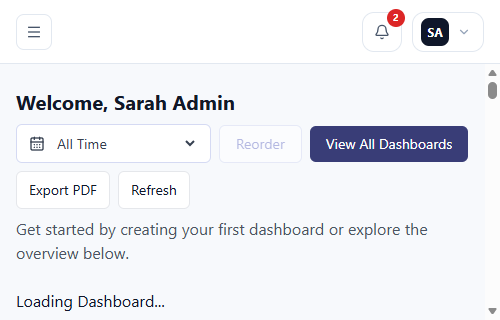 2
SA
Welcome, Sarah Admin
All Time
Reorder
View All Dashboards
Export PDF
Refresh
Get started by creating your first dashboard or explore the
overview below.
Loading Dashboard...